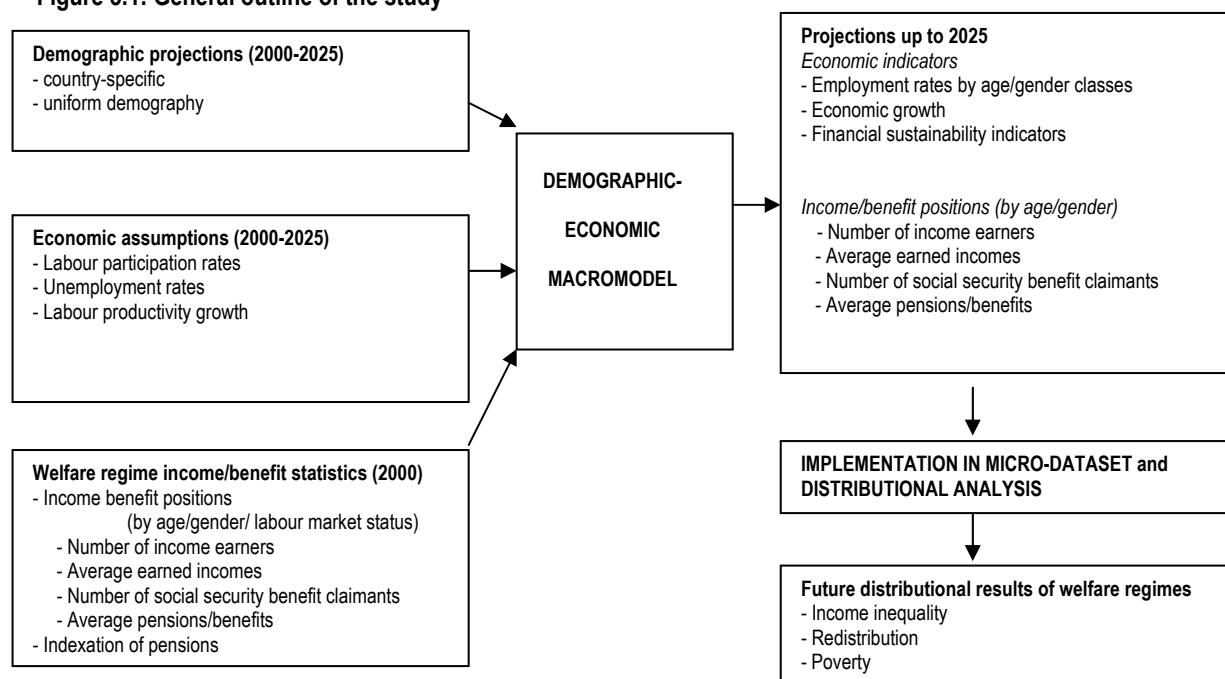 Figure 3.1: General outline of the study
Demographic projections (2000-2025)
- country-specific
- uniform demography
Economic assumptions (2000-2025)
- Labour participation rates
- Unemployment rates
- Labour productivity growth
Welfare regime income/benefit statistics (2000)
- Income benefit positions
(by age/gender/ labour market status)
- Number of income earners
- Average earned incomes
- Number of social security benefit claimants
- Average pensions/benefits
- Indexation of pensions
DEMOGRAPHIC-
ECONOMIC
MACROMODEL
Projections up to 2025
Economic indicators
- Employment rates by age/gender classes
- Economic growth
- Financial sustainability indicators
Income/benefit positions (by age/gender)
- Number of income earners
- Average earned incomes
- Number of social security benefit claimants
- Average pensions/benefits
IMPLEMENTATION IN MICRO-DATASET and
DISTRIBUTIONAL ANALYSIS
Future distributional results of welfare regimes
- Income inequality
- Redistribution
- Poverty